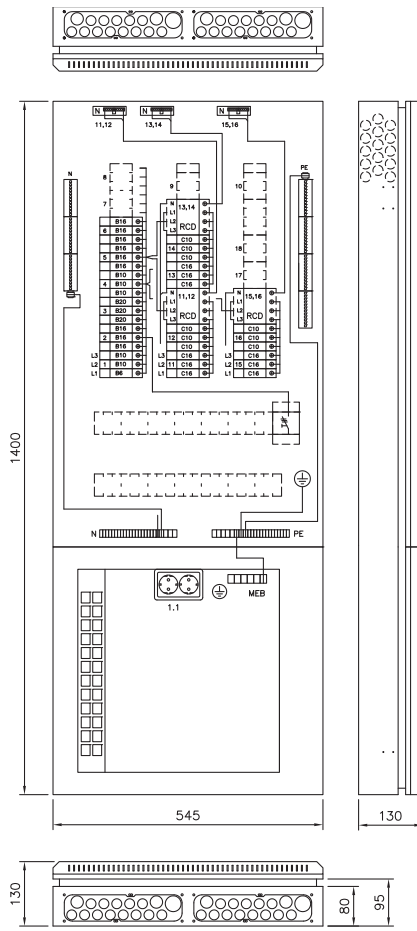 N
11,12
13,14
N
15,16
N
PE
8
7
B16
6 B16
B16
B16
5 B16
B16
B10
4 B10
B10
B20
3 B20
B20
B16
2 B16
B16
L3 B10
L2 1 B10
L1 B6
9
N 13,14
L1
L2 RCD
L3
C10
14 C10
C10
C16
13 C16
C16
N 11,12
L1
L2 RCD
L3
C10
12 C10
C10
L3 C16
L2 11 C16
L1 C16
10
18
17
N 15,16
L1
L2 RCD
L3
C10
16 C10
C10
L3 C16
L2 15 C16
L1 C16
N
PE
MEB
1.1
1400
545
130
130
80
95